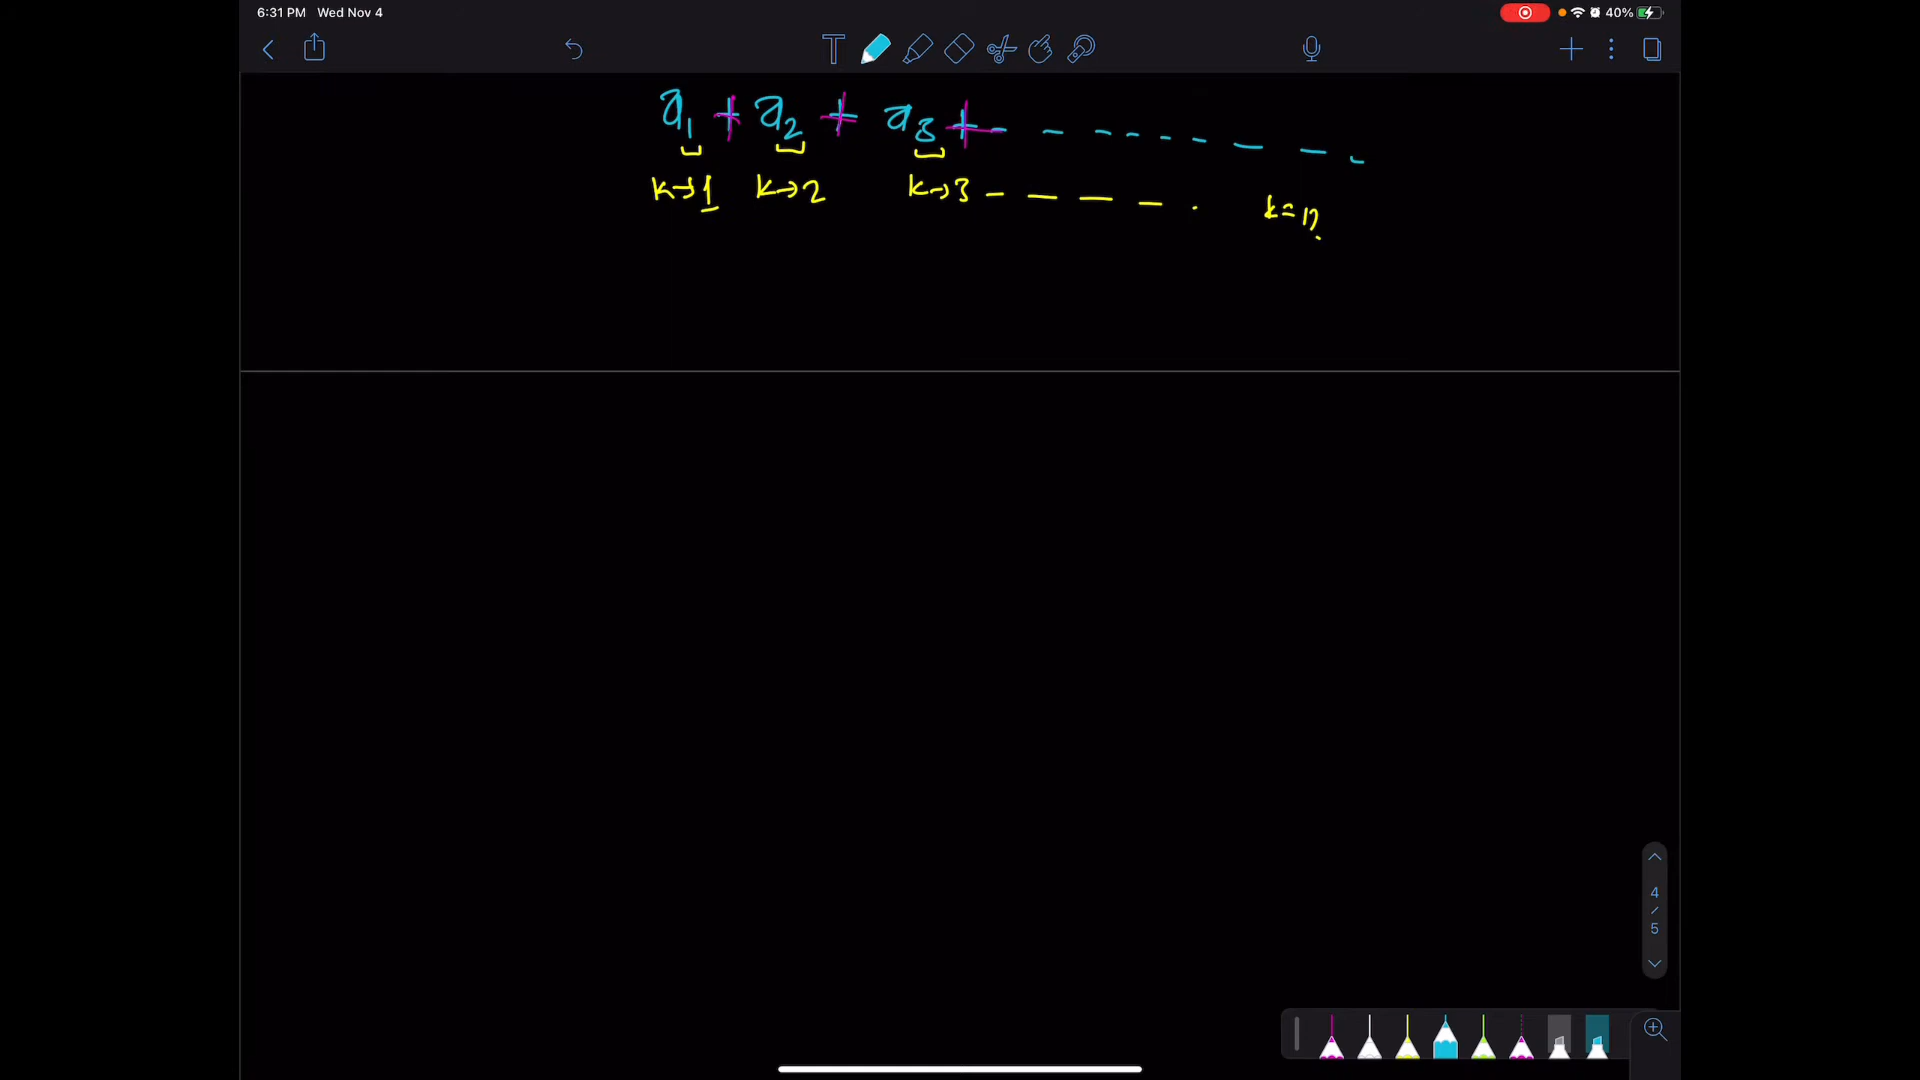 6:31 PM Wed Nov 4 40%
T
a₁ + a₂ + a₃ + - - - - - - - - -
k→1 k→2 k→3 - - - - . k=n
4
/
5